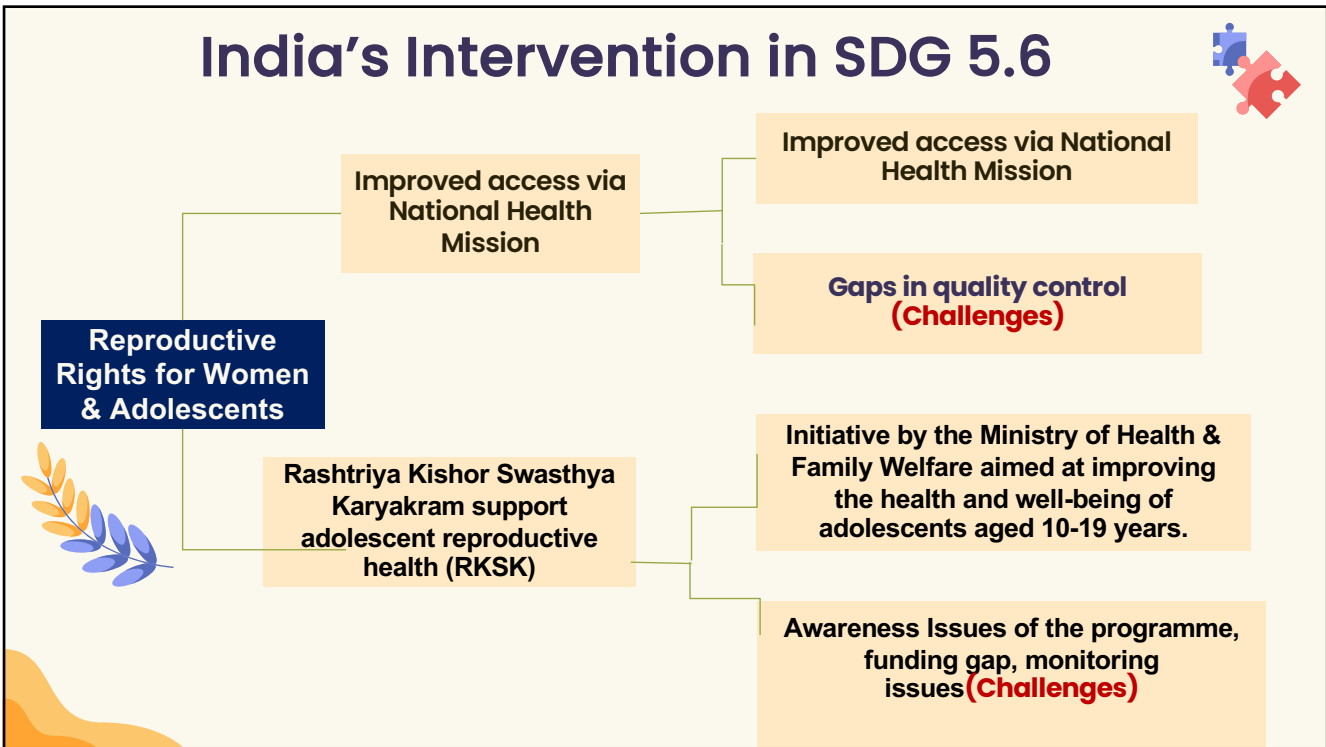 India’s Intervention in SDG 5.6
Improved access via
National Health
Mission
Improved access via National
Health Mission
Gaps in quality control
(Challenges)
Reproductive
Rights for Women
& Adolescents
Rashtriya Kishor Swasthya
Karyakram support
adolescent reproductive
health (RKSK)
Initiative by the Ministry of Health &
Family Welfare aimed at improving
the health and well-being of
adolescents aged 10-19 years.
Awareness Issues of the programme,
funding gap, monitoring
issues(Challenges)